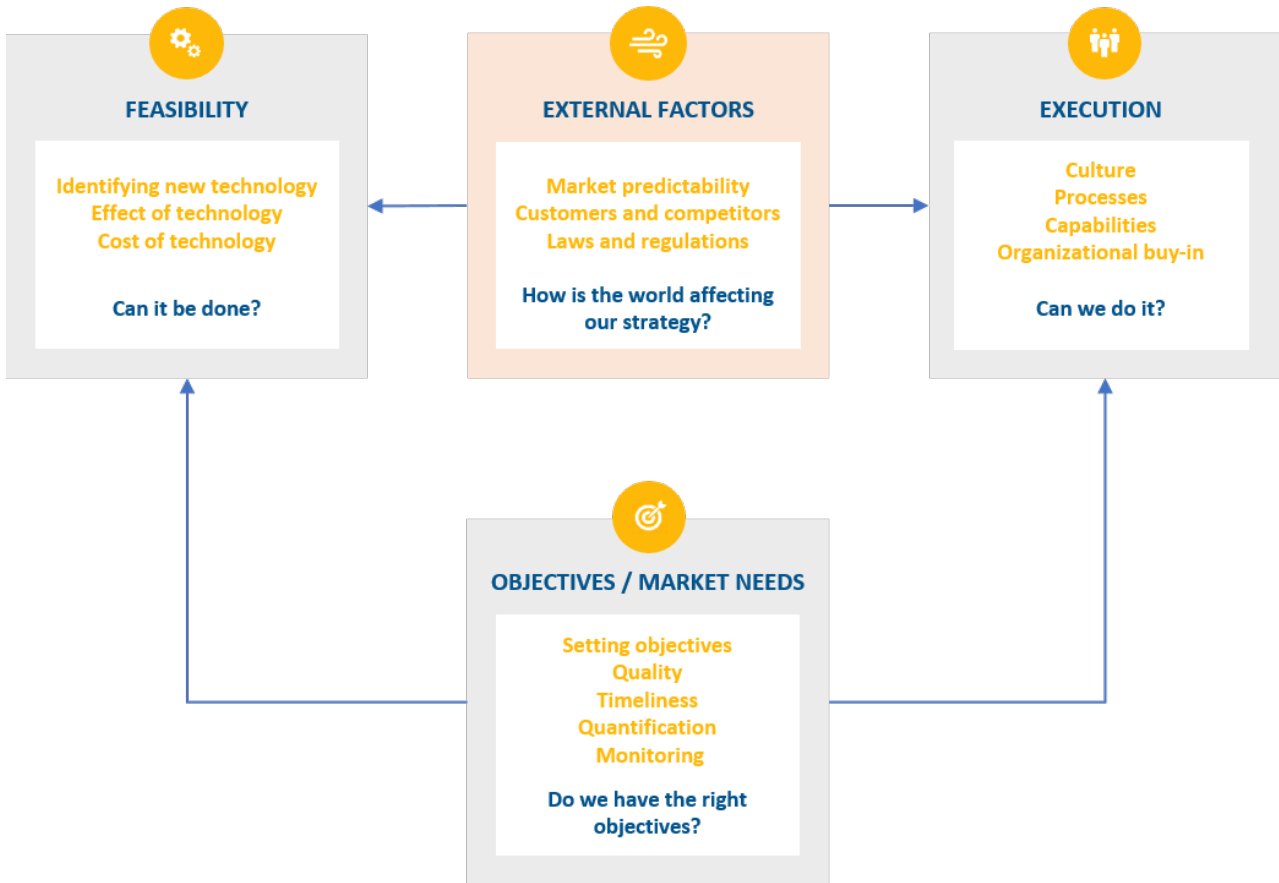 FEASIBILITY
Identifying new technology
Effect of technology
Cost of technology
Can it be done?
EXTERNAL FACTORS
Market predictability
Customers and competitors
Laws and regulations
How is the world affecting
our strategy?
EXECUTION
Culture
Processes
Capabilities
Organizational buy-in
Can we do it?
OBJECTIVES / MARKET NEEDS
Setting objectives
Quality
Timeliness
Quantification
Monitoring
Do we have the right
objectives?